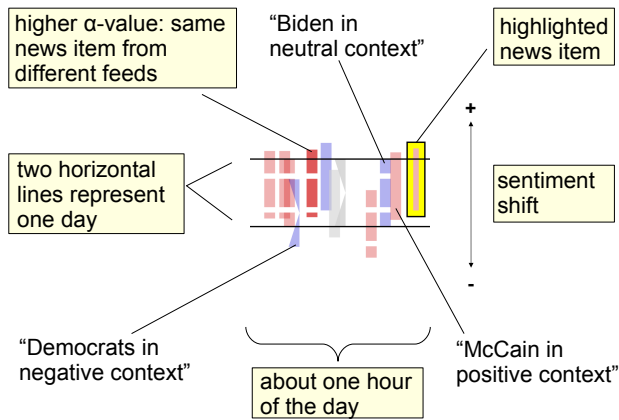 higher α-value: same
news item from
different feeds
“Biden in
neutral context”
highlighted
news item
+
two horizontal
lines represent
one day
sentiment
shift
-
“Democrats in
negative context”
about one hour
of the day
“McCain in
positive context”